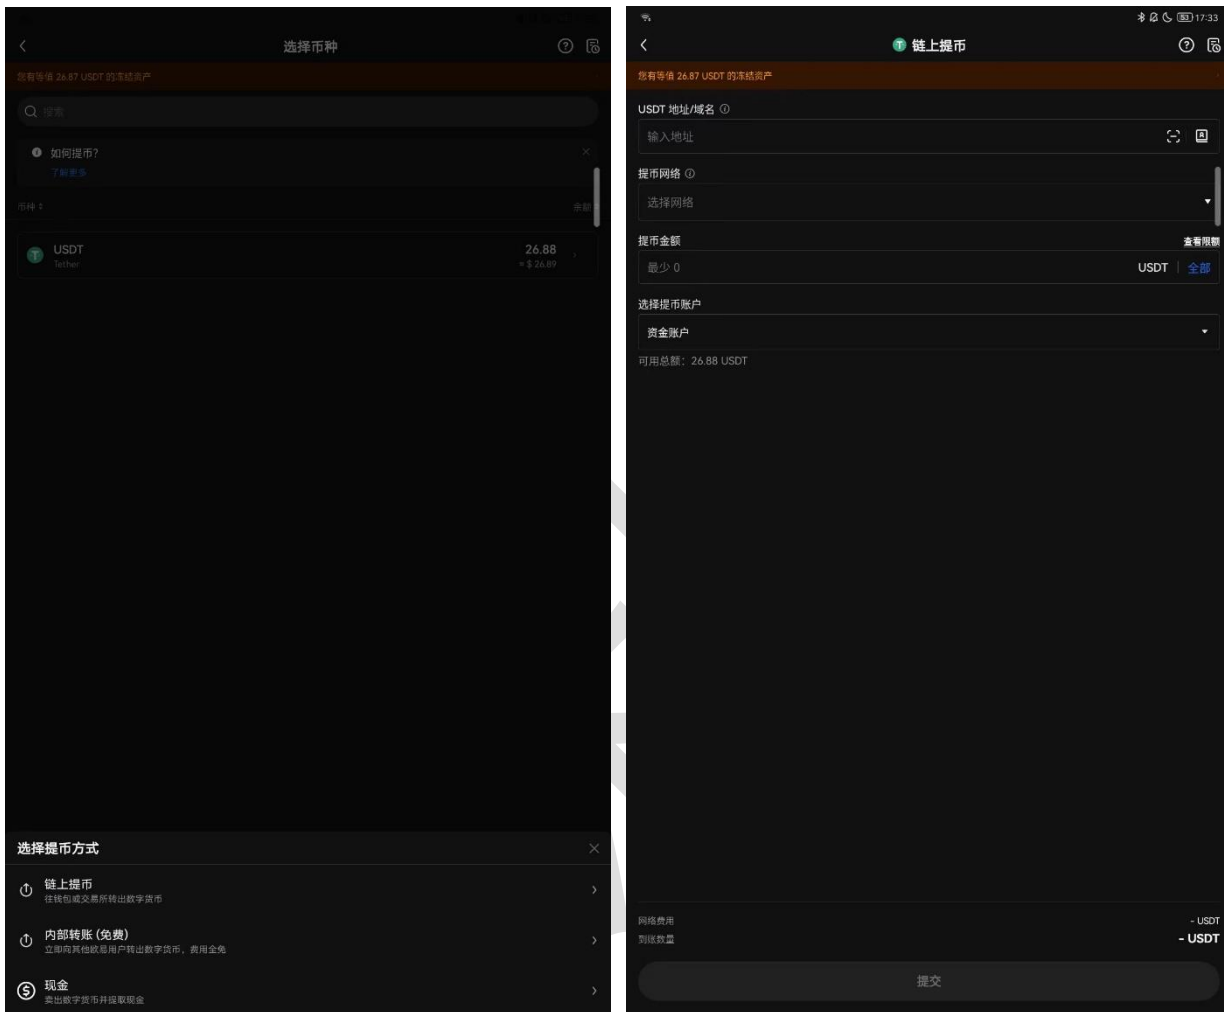 选择币种
您有等值 26.87 USDT 的冻结资产
搜索
如何提币?
了解更多
币种
余额
USDT
26.88
Tether
≈ $ 26.89
选择提币方式
链上提币
往钱包或交易所转出数字货币
内部转账 (免费)
立即向其他欧易用户转出数字货币，费用全免
现金
卖出数字货币并提取现金
53 17:33
链上提币
您有等值 26.87 USDT 的冻结资产
USDT 地址/域名
输入地址
提币网络
选择网络
提币金额
查看限额
最少 0
USDT
全部
选择提币账户
资金账户
可用总额：26.88 USDT
网络费用
- USDT
到账数量
- USDT
提交